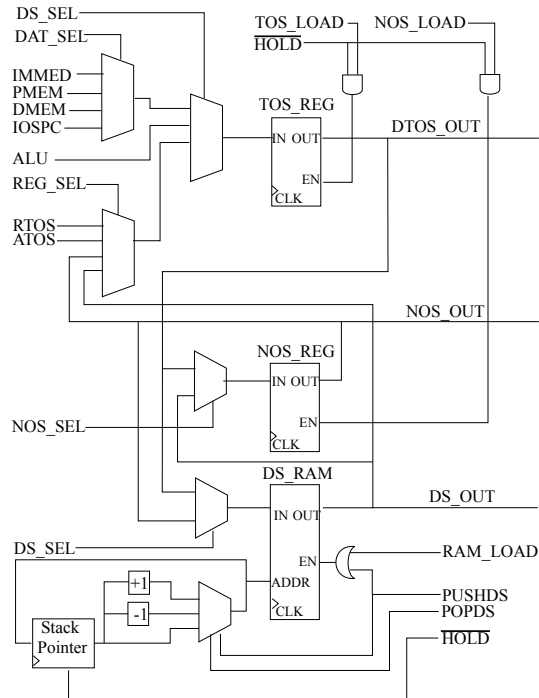 DS_SEL
DAT_SEL
TOS_LOAD
NOS_LOAD
HOLD
IMMED
PMEM
DMEM
IOSPC
TOS_REG
IN OUT
DTOS_OUT
ALU
EN
CLK
REG_SEL
RTOS
ATOS
NOS_OUT
NOS_REG
IN OUT
NOS_SEL
EN
CLK
DS_RAM
IN OUT
DS_OUT
DS_SEL
EN
RAM_LOAD
ADDR
+1
CLK
PUSHDS
-1
POPDS
Stack
Pointer
HOLD